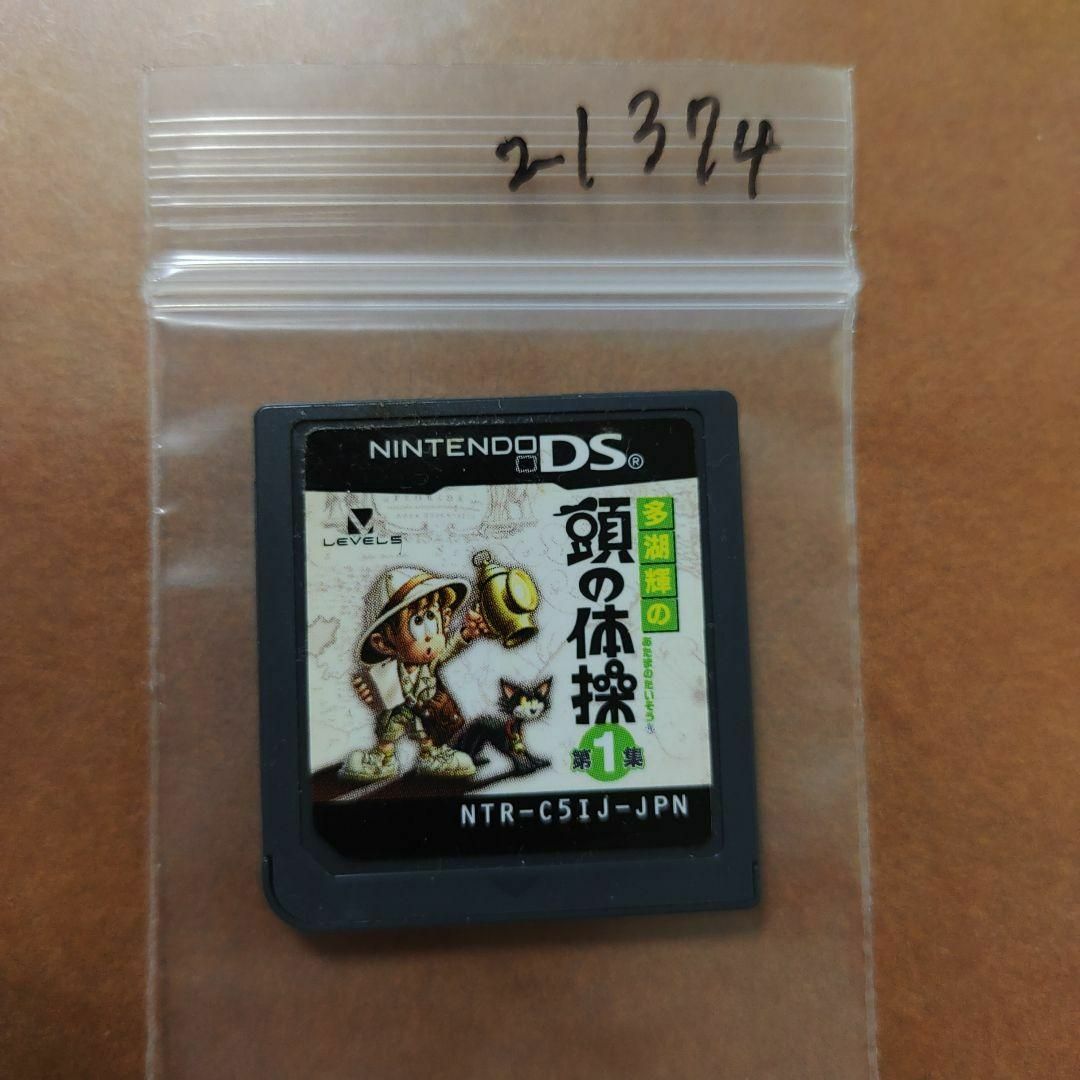 21374
NINTENDO DS®
LEVEL5
多湖輝の
頭の体操
あたまのたいそう
第1集
NTR-C5IJ-JPN